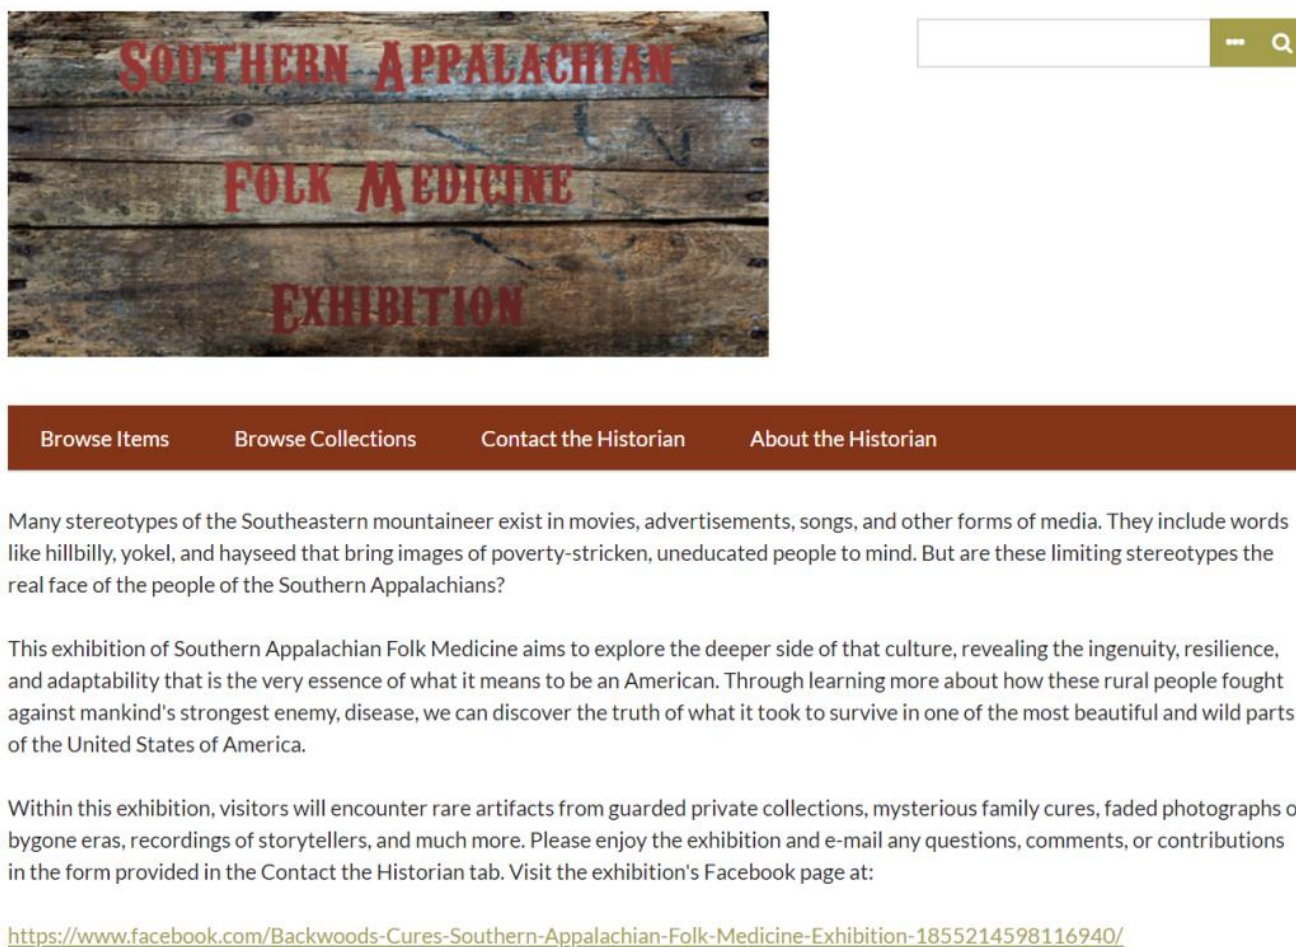 Southern Appalachian
Folk Medicine
Exhibition
Browse Items Browse Collections Contact the Historian About the Historian
Many stereotypes of the Southeastern mountaineer exist in movies, advertisements, songs, and other forms of media. They include words
like hillbilly, yokel, and hayseed that bring images of poverty-stricken, uneducated people to mind. But are these limiting stereotypes the
real face of the people of the Southern Appalachians?
This exhibition of Southern Appalachian Folk Medicine aims to explore the deeper side of that culture, revealing the ingenuity, resilience,
and adaptability that is the very essence of what it means to be an American. Through learning more about how these rural people fought
against mankind's strongest enemy, disease, we can discover the truth of what it took to survive in one of the most beautiful and wild parts
of the United States of America.
Within this exhibition, visitors will encounter rare artifacts from guarded private collections, mysterious family cures, faded photographs
bygone eras, recordings of storytellers, and much more. Please enjoy the exhibition and e-mail any questions, comments, or contributions
in the form provided in the Contact the Historian tab. Visit the exhibition's Facebook page at:
https://www.facebook.com/Backwoods-Cures-Southern-Appalachian-Folk-Medicine-Exhibition-1855214598116940/